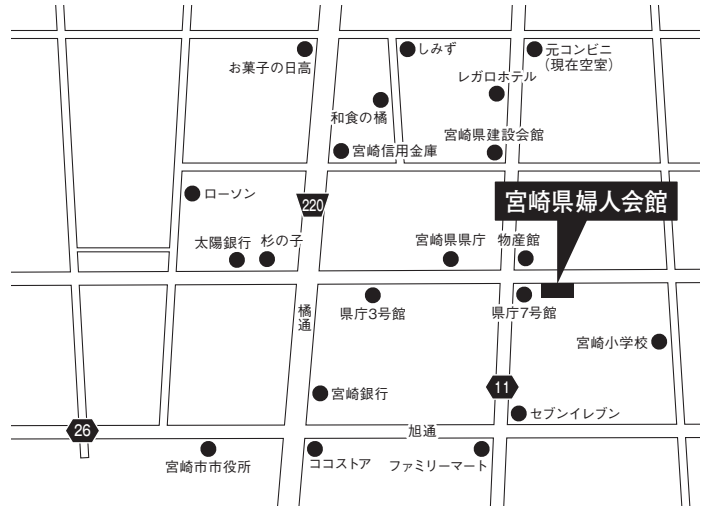 お菓子の日高
しみず
元コンビニ
(現在空室)
レガロホテル
和食の橘
宮崎県建設会館
宮崎信用金庫
ローソン
220
宮崎県婦人会館
太陽銀行
杉の子
宮崎県県庁
物産館
橘通
県庁3号館
県庁7号館
宮崎小学校
宮崎銀行
11
セブンイレブン
26
旭通
宮崎市市役所
ココストア
ファミリーマート